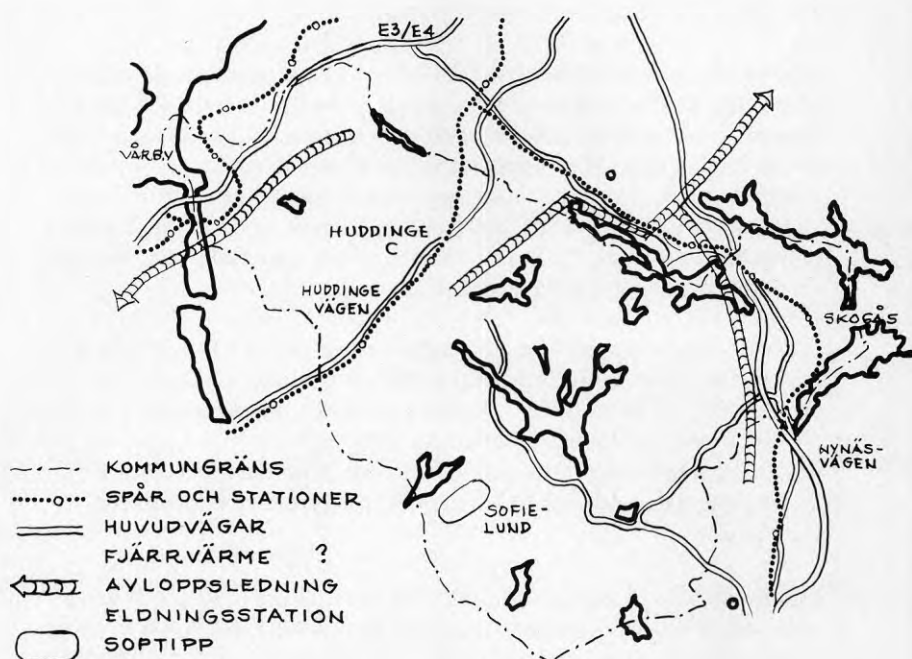 E3/E4
VÅRBY
HUDDINGE
C
HUDDINGE
VÄGEN
SKOGÅS
NYNÄS-
VÄGEN
SOFIE-
LUND
KOMMUNGRÄNS
SPÅR OCH STATIONER
HUVUDVÄGAR
FJÄRRVÄRME ?
AVLOPPSLEDNING
ELDNINGSSTATION
SOPTIPP